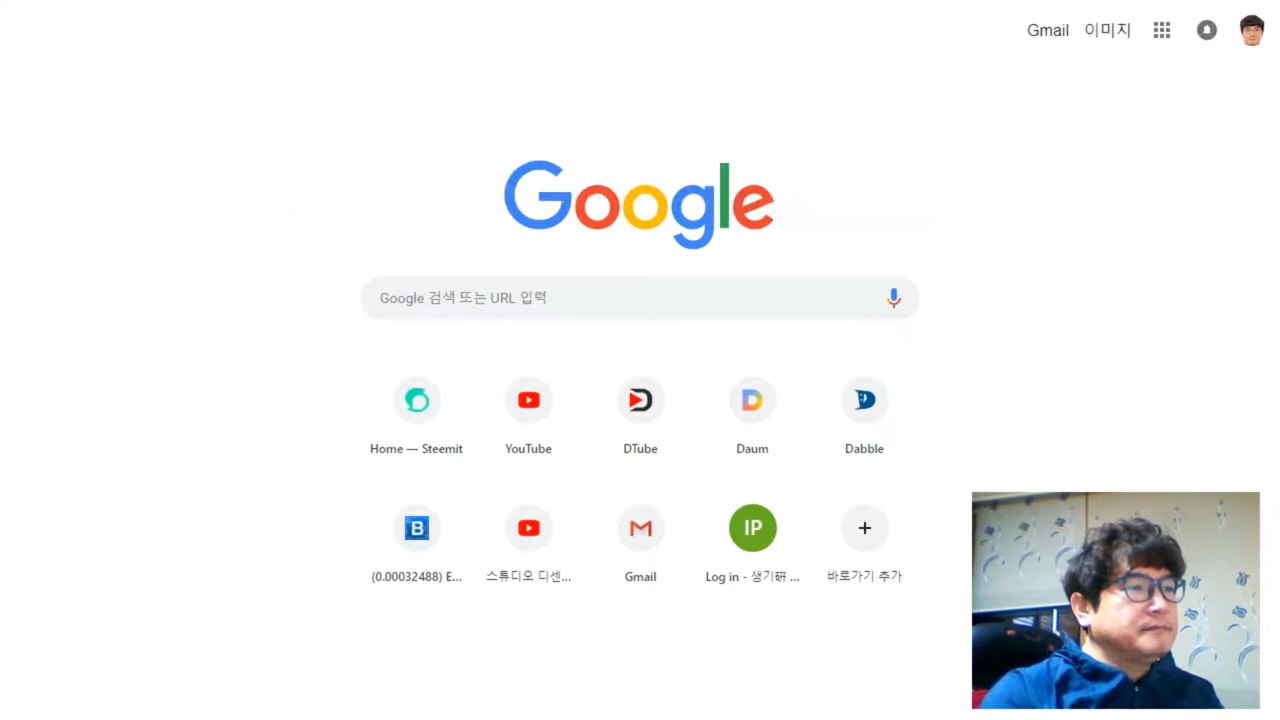 Gmail 이미지
Google
Google 검색 또는 URL 입력
Home — Steemit YouTube DTube Daum Dabble
B IP
(0.00032488) E... 스튜디오 디센... Gmail Log in - 생기硏 ... 바로가기 추가